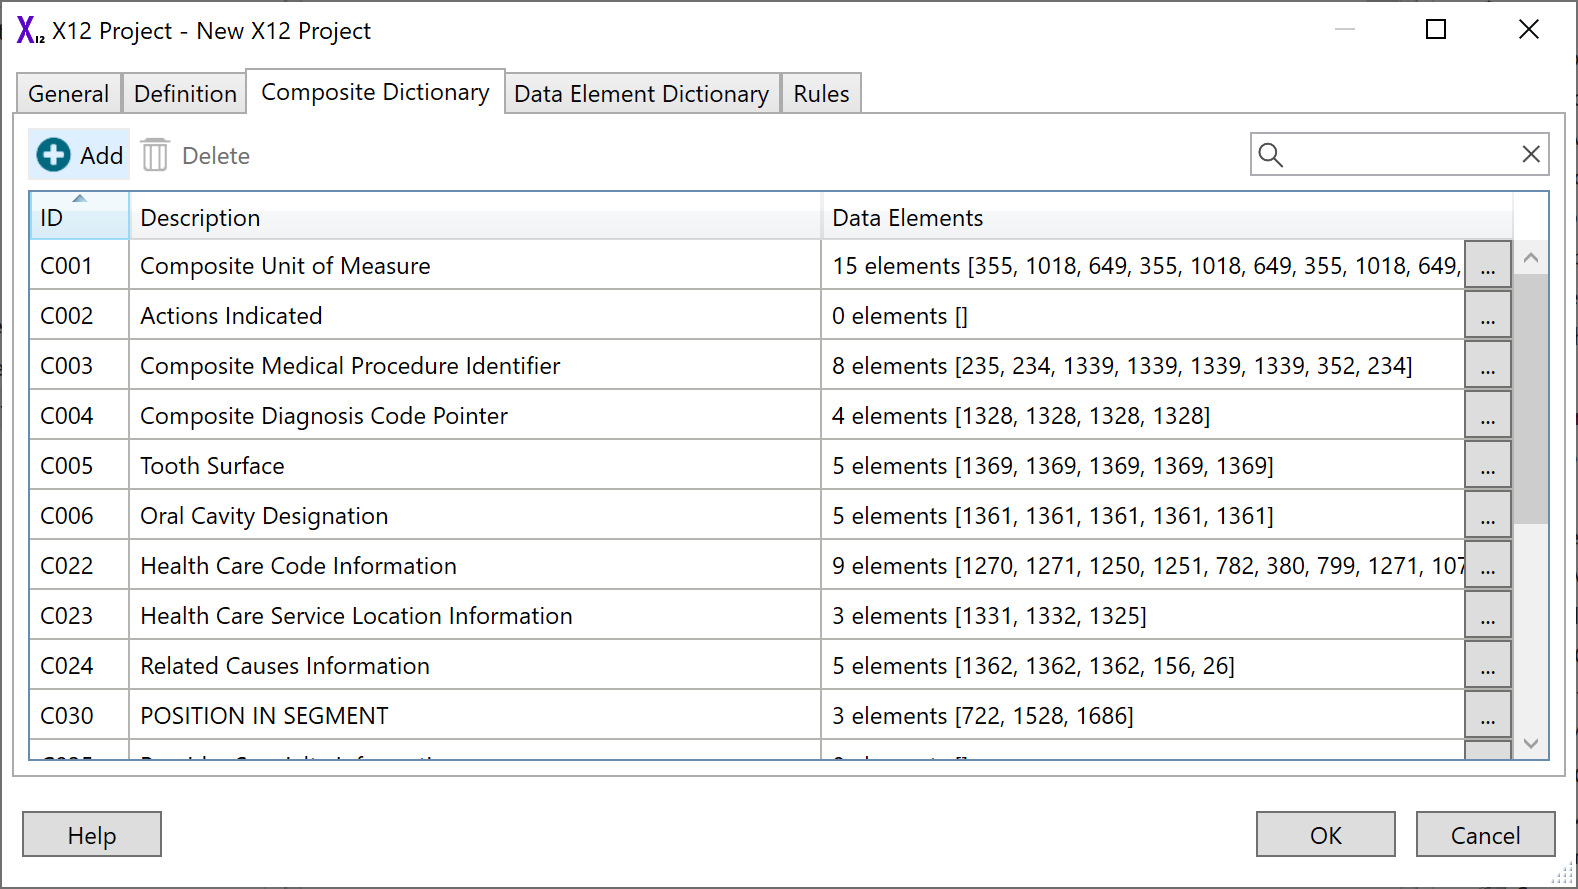 X12 X12 Project - New X12 Project
General Definition Composite Dictionary Data Element Dictionary Rules
Add Delete
ID Description Data Elements
C001 Composite Unit of Measure 15 elements [355, 1018, 649, 355, 1018, 649, 355, 1018, 649, ...
C002 Actions Indicated 0 elements [] ...
C003 Composite Medical Procedure Identifier 8 elements [235, 234, 1339, 1339, 1339, 1339, 352, 234] ...
C004 Composite Diagnosis Code Pointer 4 elements [1328, 1328, 1328, 1328] ...
C005 Tooth Surface 5 elements [1369, 1369, 1369, 1369, 1369] ...
C006 Oral Cavity Designation 5 elements [1361, 1361, 1361, 1361, 1361] ...
C022 Health Care Code Information 9 elements [1270, 1271, 1250, 1251, 782, 380, 799, 1271, 107 ...
C023 Health Care Service Location Information 3 elements [1331, 1332, 1325] ...
C024 Related Causes Information 5 elements [1362, 1362, 1362, 156, 26] ...
C030 POSITION IN SEGMENT 3 elements [722, 1528, 1686] ...
Help OK Cancel